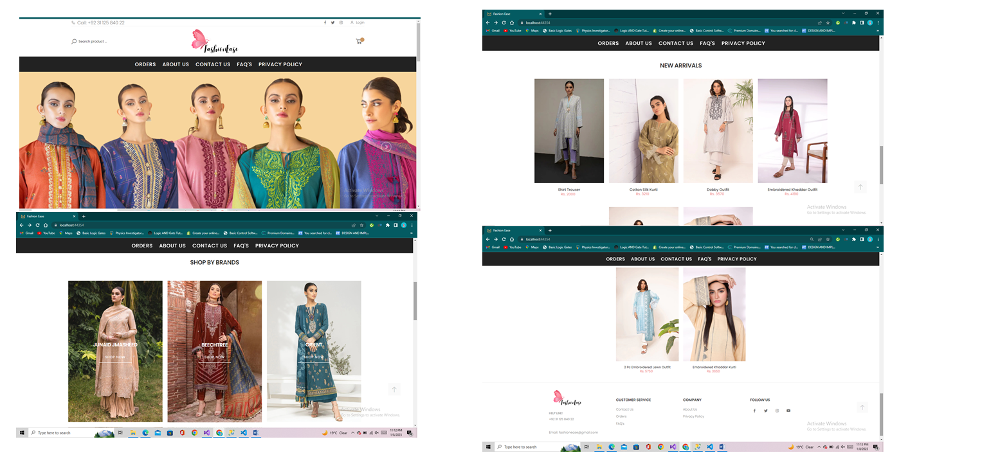 Call: +92 31 125 840 22
Login
Search product ...
FashionEase
ORDERS ABOUT US CONTACT US FAQ'S PRIVACY POLICY
Activate Windows
Go to Settings to activate Windows.
Fashion Ease
localhost:44354
Gmail YouTube Maps Basic Logic Gates Physics Investigator... Logic AND Gate Tut... Create your online... Basic Control Softw... Premium Domains... You searched for cl... DESIGN AND IMPL...
ORDERS ABOUT US CONTACT US FAQ'S PRIVACY POLICY
SHOP BY BRANDS
JUNAID JMASHEED
SHOP NOW
BEECHTREE
SHOP NOW
ORIENT
SHOP NOW
Activate Windows
Go to Settings to activate Windows.
Type here to search
19°C Clear
11:12 PM
1/8/2023
Fashion Ease
localhost:44354
Gmail YouTube Maps Basic Logic Gates Physics Investigator... Logic AND Gate Tut... Create your online... Basic Control Softw... Premium Domains... You searched for cl... DESIGN AND IMPL...
ORDERS ABOUT US CONTACT US FAQ'S PRIVACY POLICY
NEW ARRIVALS
Shirt Trouser
Rs. 2000
Cotton Silk Kurti
Rs. 3210
Dobby Outfit
Rs. 3570
Embroidered Khaddar Outfit
Rs. 4190
Activate Windows
Go to Settings to activate Windows.
Fashion Ease
localhost:44354
Gmail YouTube Maps Basic Logic Gates Physics Investigator... Logic AND Gate Tut... Create your online... Basic Control Softw... Premium Domains... You searched for cl... DESIGN AND IMPL...
ORDERS ABOUT US CONTACT US FAQ'S PRIVACY POLICY
2 Pc Embroidered Lawn Outfit
Rs. 5750
Embroidered Khaddar Kurti
Rs. 3550
FashionEase
HELP LINE!
+92 31 125 840 22
Email: fashionease@gmail.com
CUSTOMER SERVICE
Contact Us
Orders
FAQ's
COMPANY
About Us
Privacy Policy
FOLLOW US
Activate Windows
Go to Settings to activate Windows.
Type here to search
19°C Clear
11:13 PM
1/8/2023